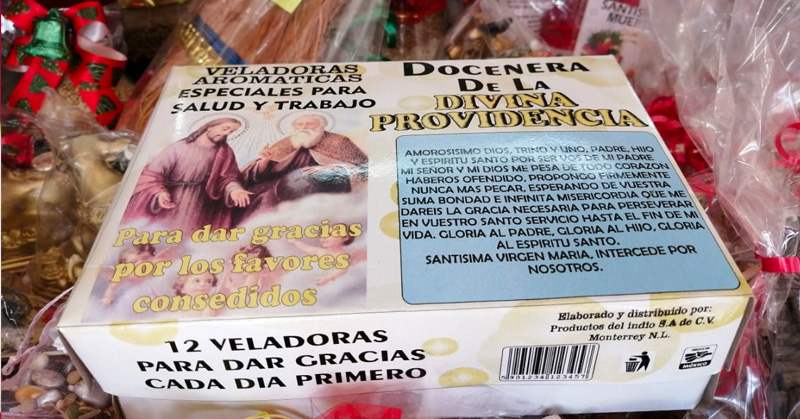 VELADORAS
AROMATICAS
ESPECIALES PARA
SALUD Y TRABAJO
Para dar gracias
por los favores
consedidos
DOCENERA
DE LA
DIVINA
PROVIDENCIA
AMOROSISIMO DIOS, TRINO Y UNO, PADRE, HIJO
Y ESPIRITU SANTO POR SER VOS DE MI PADRE
MI SEÑOR Y MI DIOS ME PESA DE TODO CORAZON
HABEROS OFENDIDO, PROPONGO FIRMEMENTE
NUNCA MAS PECAR, ESPERANDO DE VUESTRA
SUMA BONDAD E INFINITA MISERICORDIA QUE ME
DAREIS LA GRACIA NECESARIA PARA PERSEVERAR
EN VUESTRO SANTO SERVICIO HASTA EL FIN DE MI
VIDA. GLORIA AL PADRE, GLORIA AL HIJO, GLORIA
AL ESPIRITU SANTO.
SANTISIMA VIRGEN MARIA, INTERCEDE POR
NOSOTROS.
12 VELADORAS
PARA DAR GRACIAS
CADA DIA PRIMERO
Elaborado y distribuido por:
Productos del indio S.A de C.V.
Monterrey N.L.
5901234 123457
MÉXICO